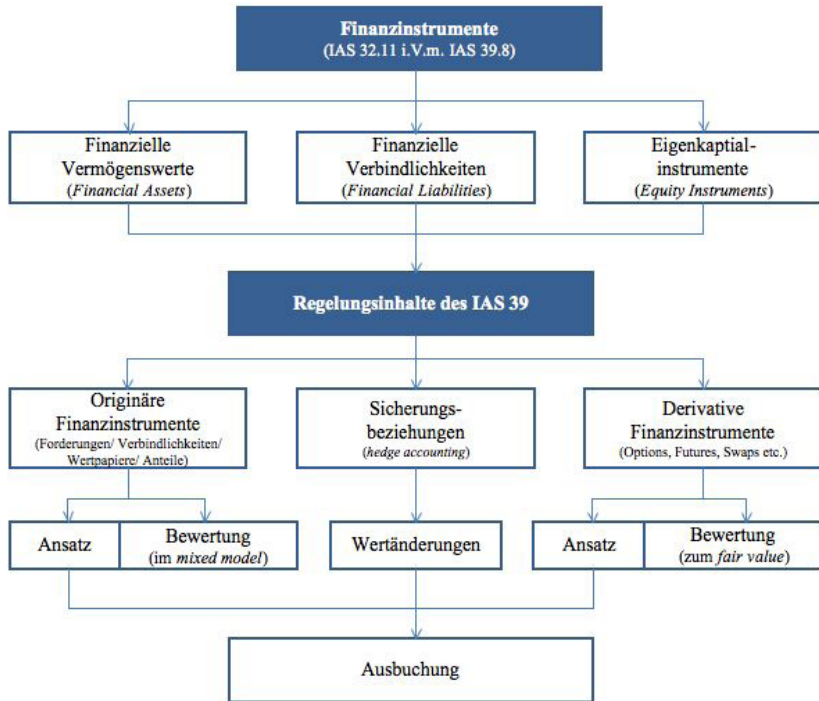 Finanzinstrumente
(IAS 32.11 i.V.m. IAS 39.8)
Finanzielle
Vermögenswerte
(Financial Assets)
Finanzielle
Verbindlichkeiten
(Financial Liabilities)
Eigenkaptial-
instrumente
(Equity Instruments)
Regelungsinhalte des IAS 39
Originäre
Finanzinstrumente
(Forderungen/ Verbindlichkeiten/
Wertpapiere/ Anteile)
Sicherungs-
beziehungen
(hedge accounting)
Derivative
Finanzinstrumente
(Options, Futures, Swaps etc.)
Ansatz
Bewertung
(im mixed model)
Wertänderungen
Ansatz
Bewertung
(zum fair value)
Ausbuchung